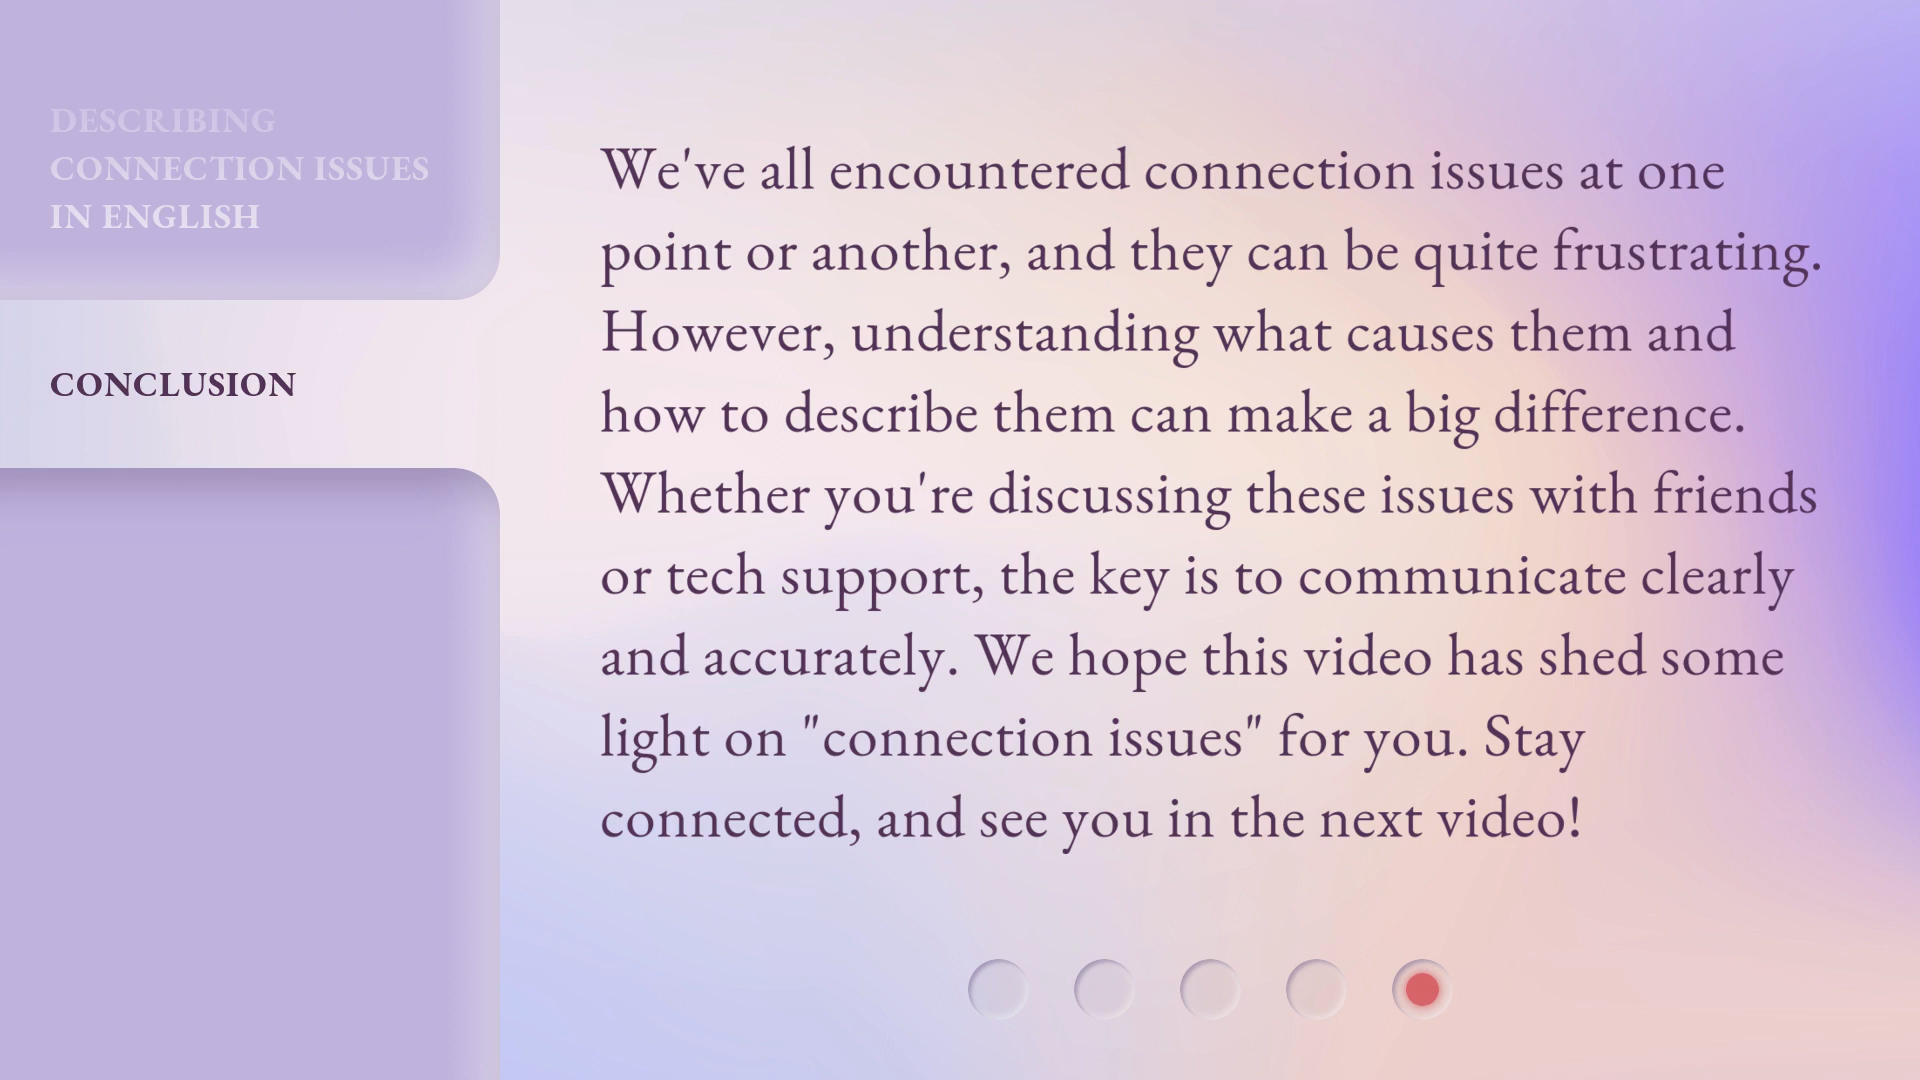 DESCRIBING
CONNECTION ISSUES
IN ENGLISH
CONCLUSION
We've all encountered connection issues at one
point or another, and they can be quite frustrating.
However, understanding what causes them and
how to describe them can make a big difference.
Whether you're discussing these issues with friends
or tech support, the key is to communicate clearly
and accurately. We hope this video has shed some
light on "connection issues" for you. Stay
connected, and see you in the next video!